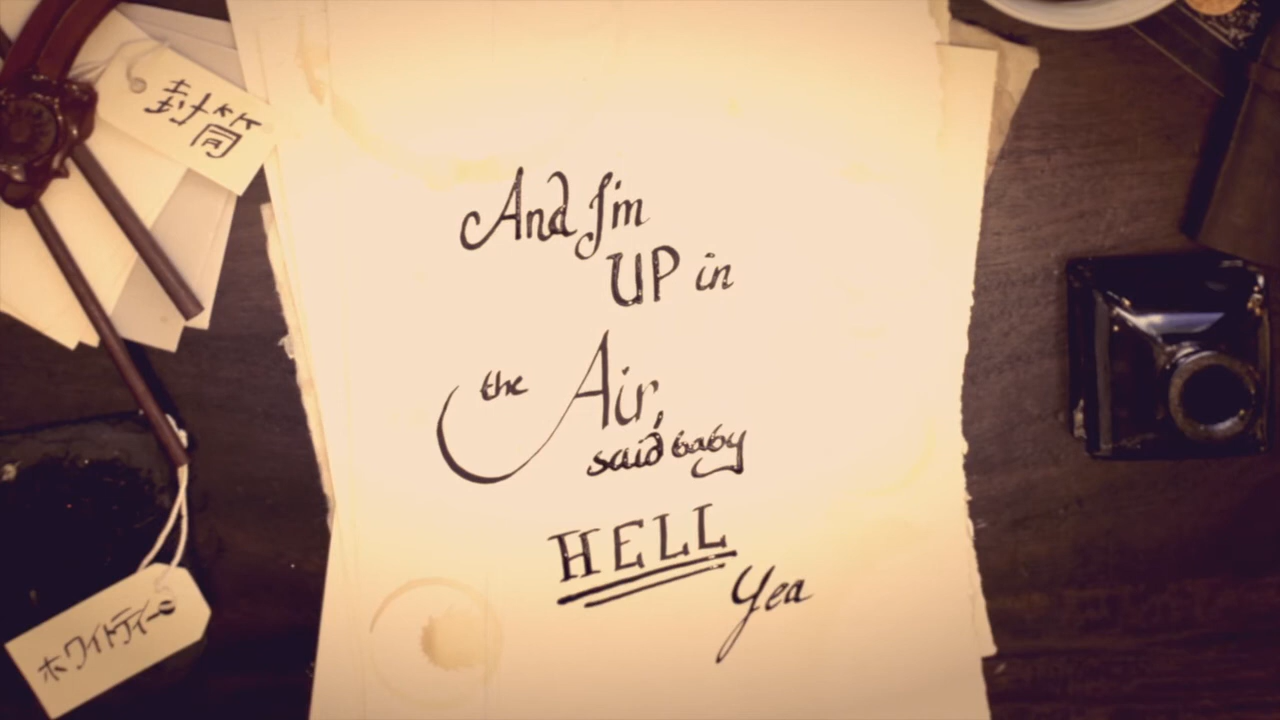 封筒
And I'm
UP in
the Air,
said baby
HELL
Yea
ホワイトティー